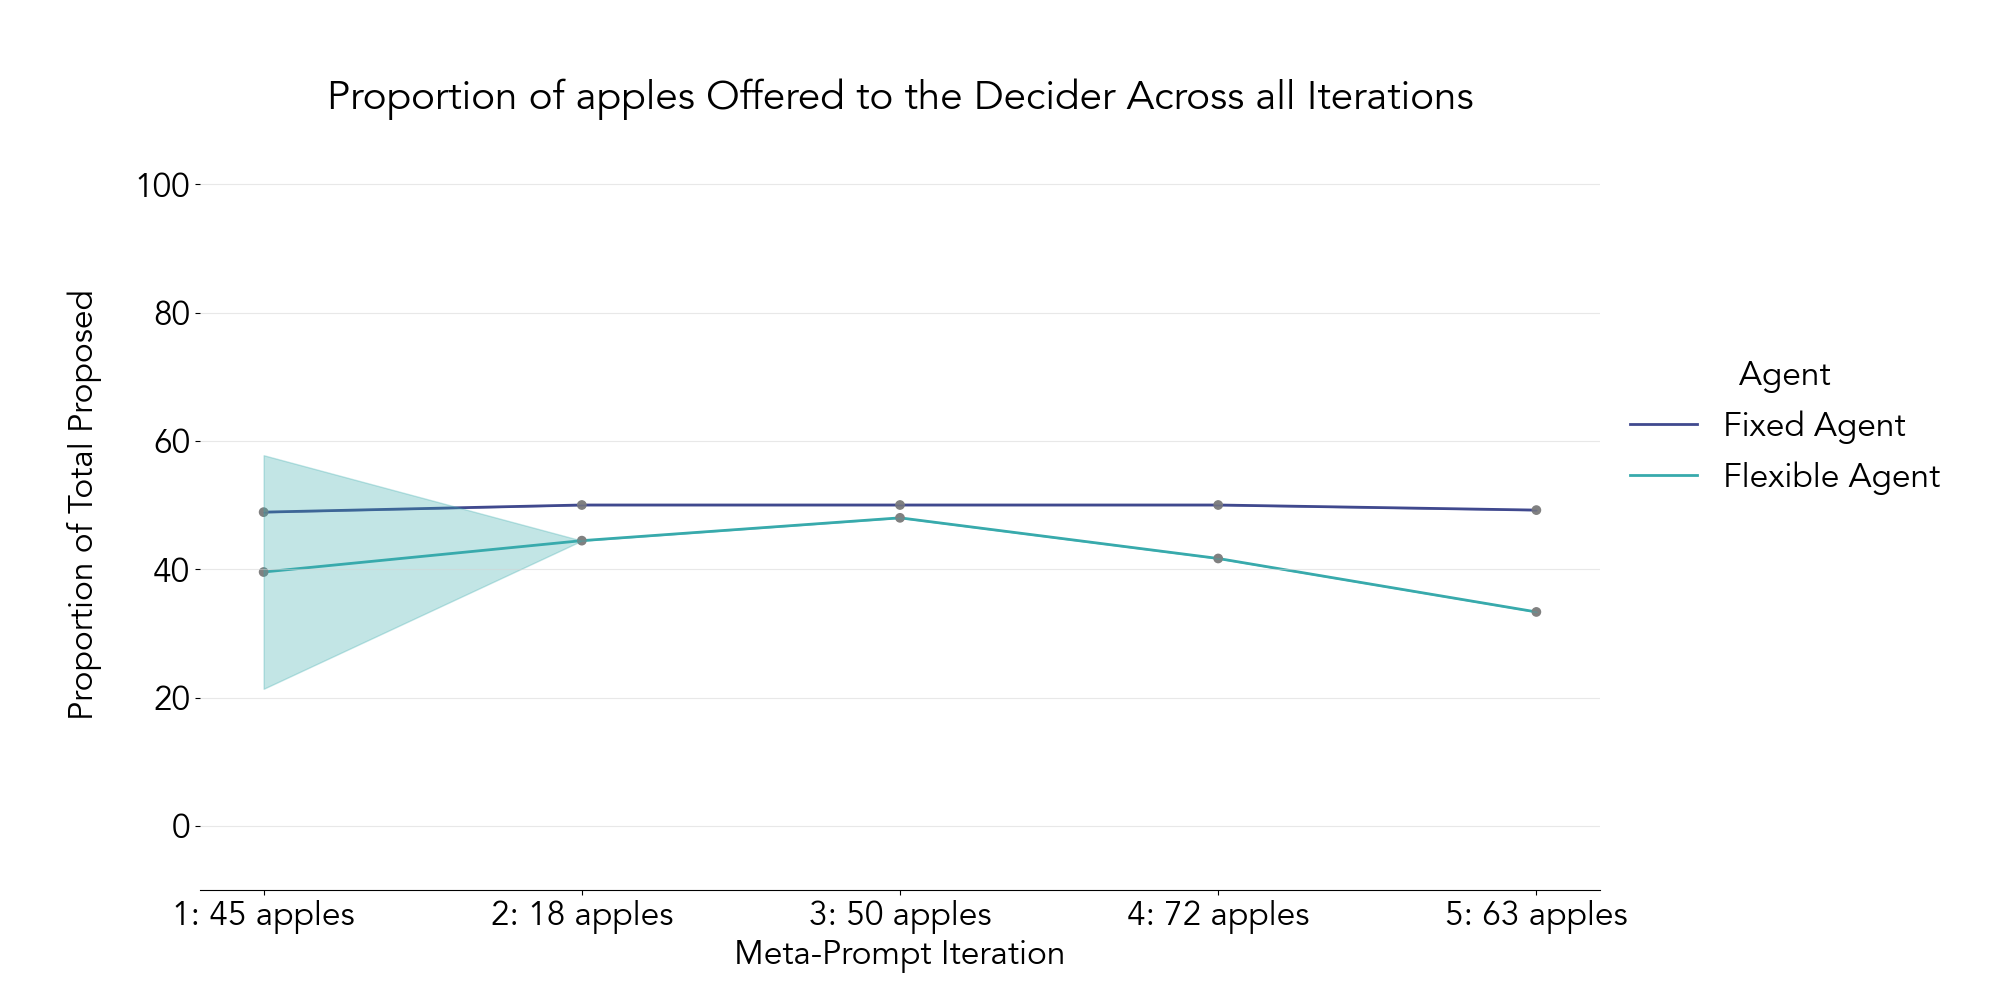 Proportion of apples Offered to the Decider Across all Iterations
Proportion of Total Proposed
100
80
60
40
20
0
1: 45 apples
2: 18 apples
3: 50 apples
4: 72 apples
5: 63 apples
Meta-Prompt Iteration
Agent
Fixed Agent
Flexible Agent